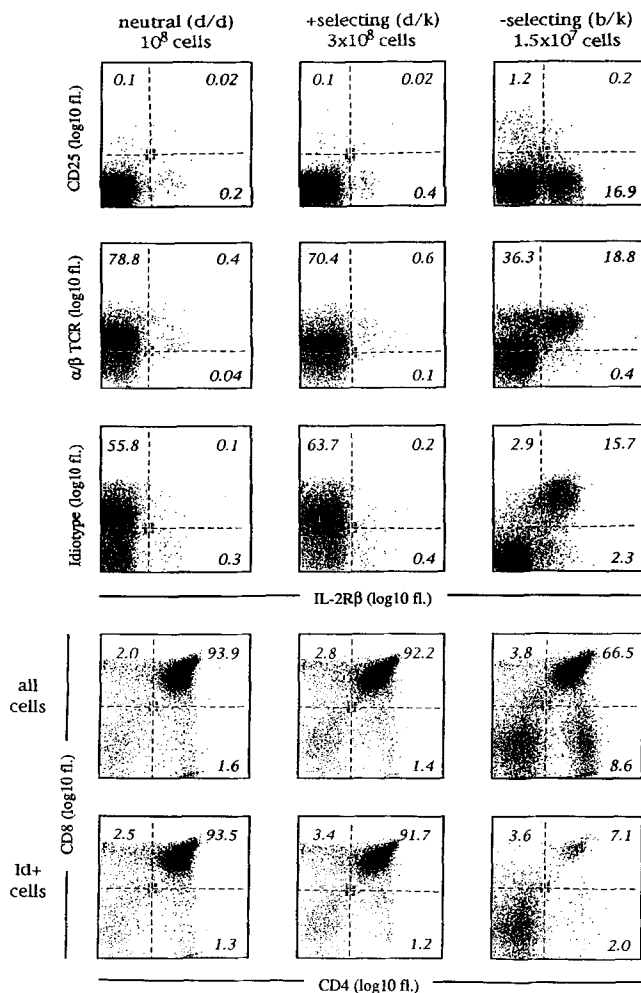 neutral (d/d)
10⁸ cells
+selecting (d/k)
3x10⁸ cells
-selecting (b/k)
1.5x10⁷ cells
CD25 (log10 fl.)
0.1 0.02
0.2
0.1 0.02
0.4
1.2 0.2
16.9
α/β TCR (log10 fl.)
78.8 0.4
0.04
70.4 0.6
0.1
36.3 18.8
0.4
Idiotype (log10 fl.)
55.8 0.1
0.3
63.7 0.2
0.4
2.9 15.7
2.3
IL-2Rβ (log10 fl.)
all
cells
2.0 93.9
1.6
2.8 92.2
1.4
3.8 66.5
8.6
CD8 (log10 fl.)
Id+
cells
2.5 93.5
1.3
3.4 91.7
1.2
3.6 7.1
2.0
CD4 (log10 fl.)